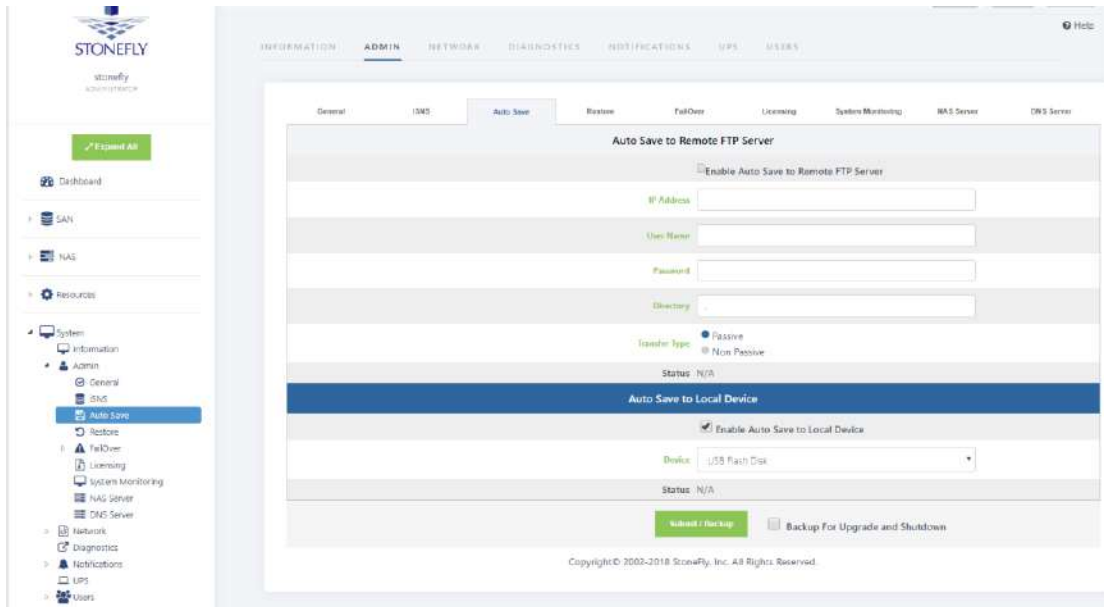 STONEFLY
stonefly
ADMINISTRATOR
Expand All
Dashboard
SAN
NAS
Resources
System
Information
Admin
General
iSNS
Auto Save
Restore
FailOver
Licensing
System Monitoring
NAS Server
DNS Server
Network
Diagnostics
Notifications
UPS
Users
Help
INFORMATION ADMIN NETWORK DIAGNOSTICS NOTIFICATIONS UPS USERS
General iSNS Auto Save Restore FailOver Licensing System Monitoring NAS Server DNS Server
Auto Save to Remote FTP Server
Enable Auto Save to Remote FTP Server
IP Address
User Name
Password
Directory .
Transfer Type Passive
Non Passive
Status N/A
Auto Save to Local Device
Enable Auto Save to Local Device
Device USB Flash Disk
Status N/A
Submit / Backup Backup For Upgrade and Shutdown
Copyright© 2002-2018 StoneFly, Inc. All Rights Reserved.